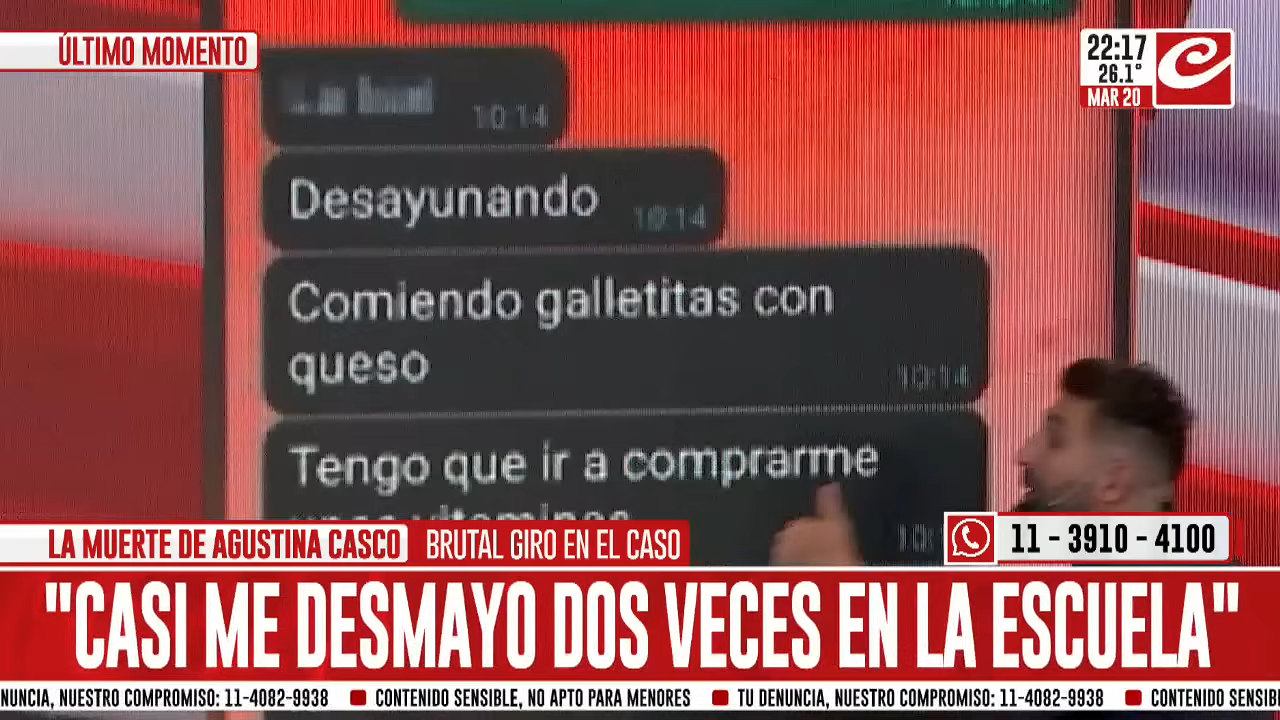 ÚLTIMO MOMENTO
22:17
26.1°
MAR 20
10:14
Desayunando
10:14
Comiendo galletitas con
queso
10:14
Tengo que ir a comprarme
LA MUERTE DE AGUSTINA CASCO
BRUTAL GIRO EN EL CASO
11 - 3910 - 4100
"CASI ME DESMAYO DOS VECES EN LA ESCUELA"
NUNCIA, NUESTRO COMPROMISO: 11-4082-9938 CONTENIDO SENSIBLE, NO APTO PARA MENORES TU DENUNCIA, NUESTRO COMPROMISO: 11-4082-9938 CONTENIDO SENSIB